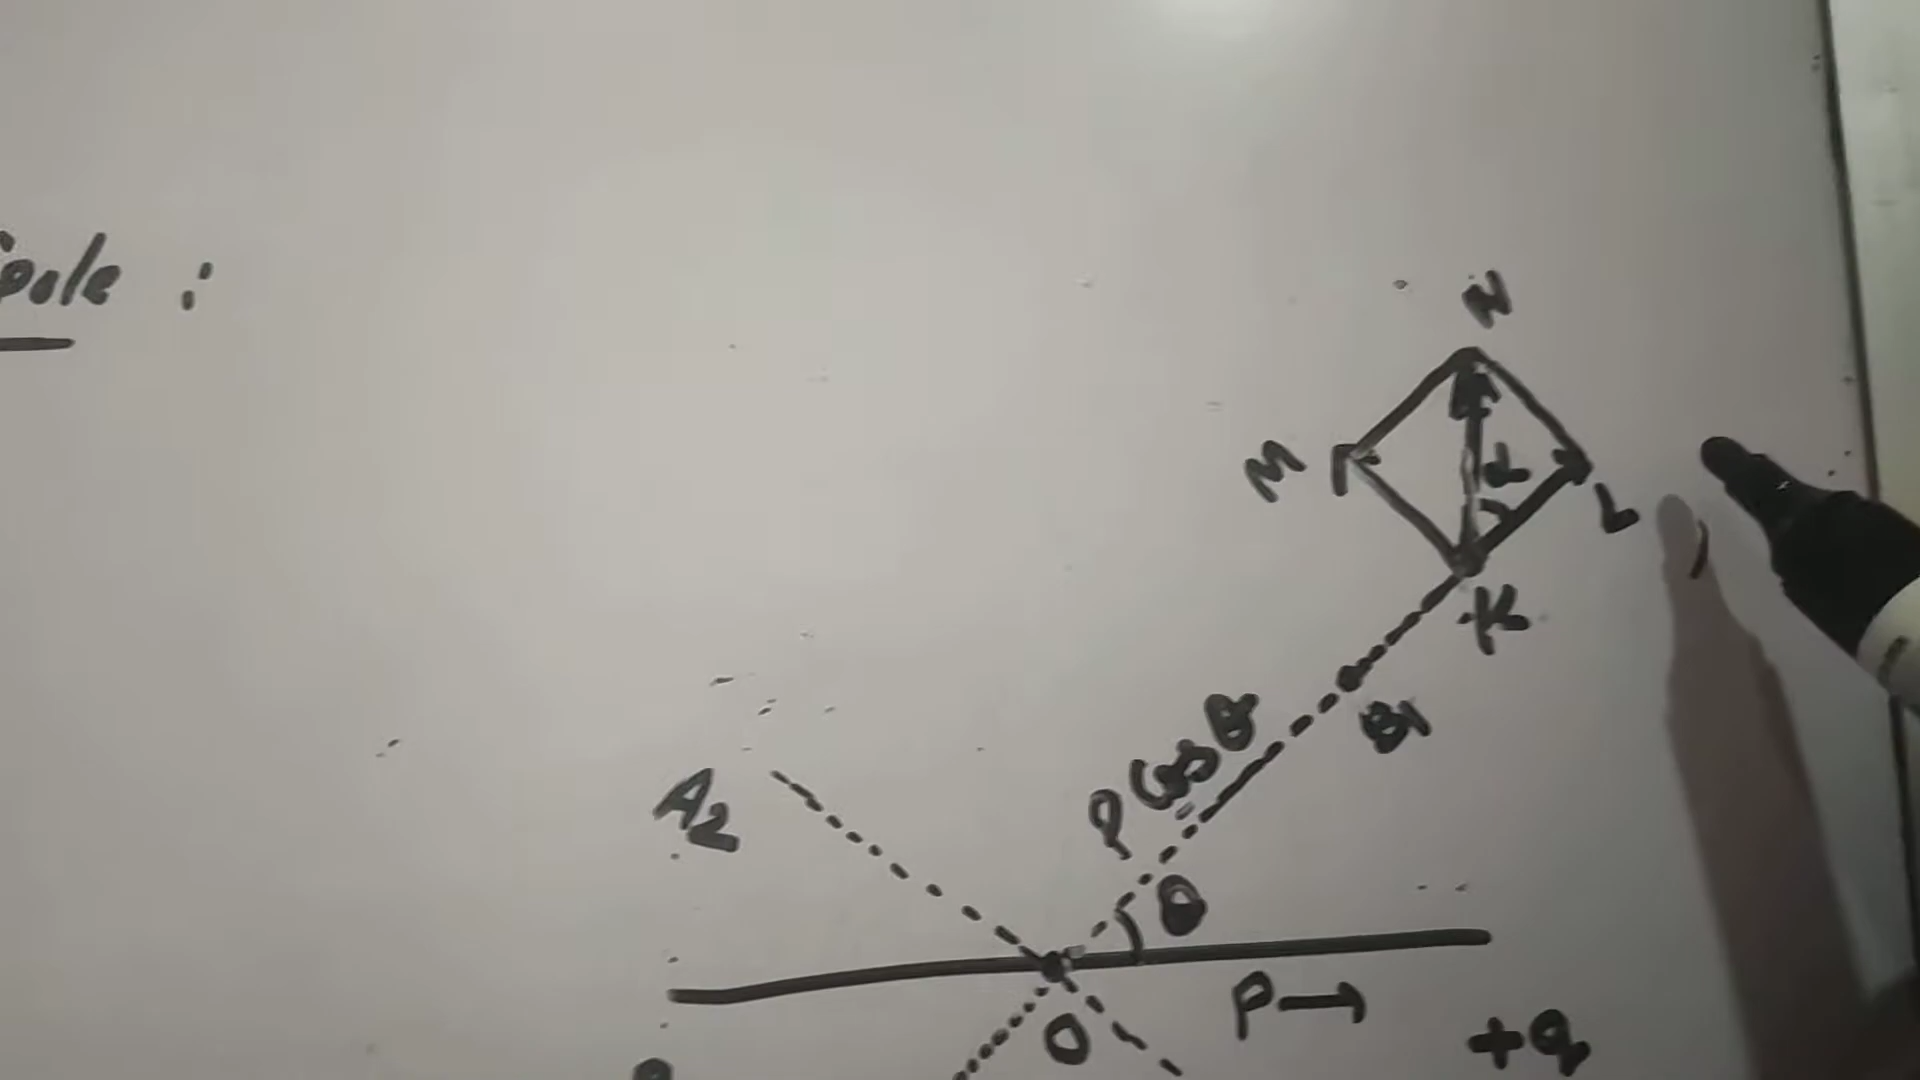 pole :
N
M
α
L
K
B1
P Cos θ
A2
θ
P →
O
+q